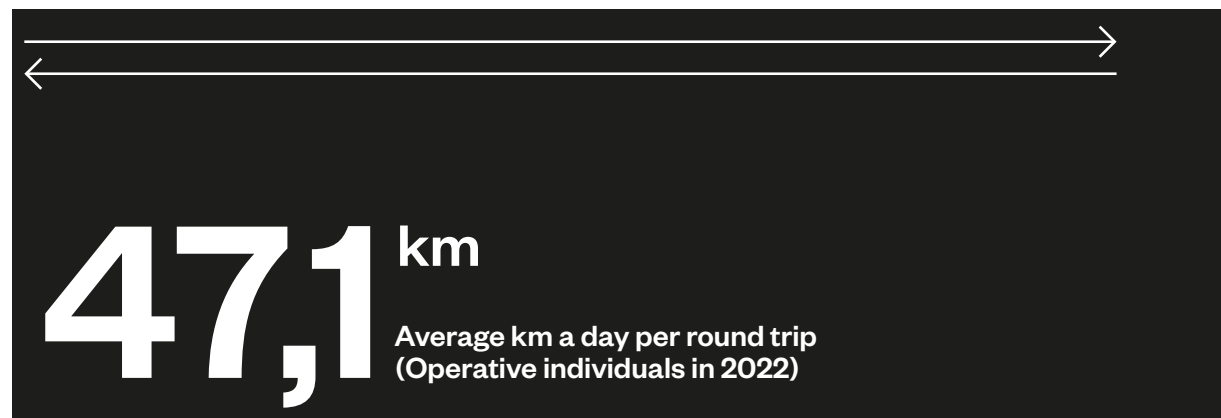 47,1 km
Average km a day per round trip
(Operative individuals in 2022)